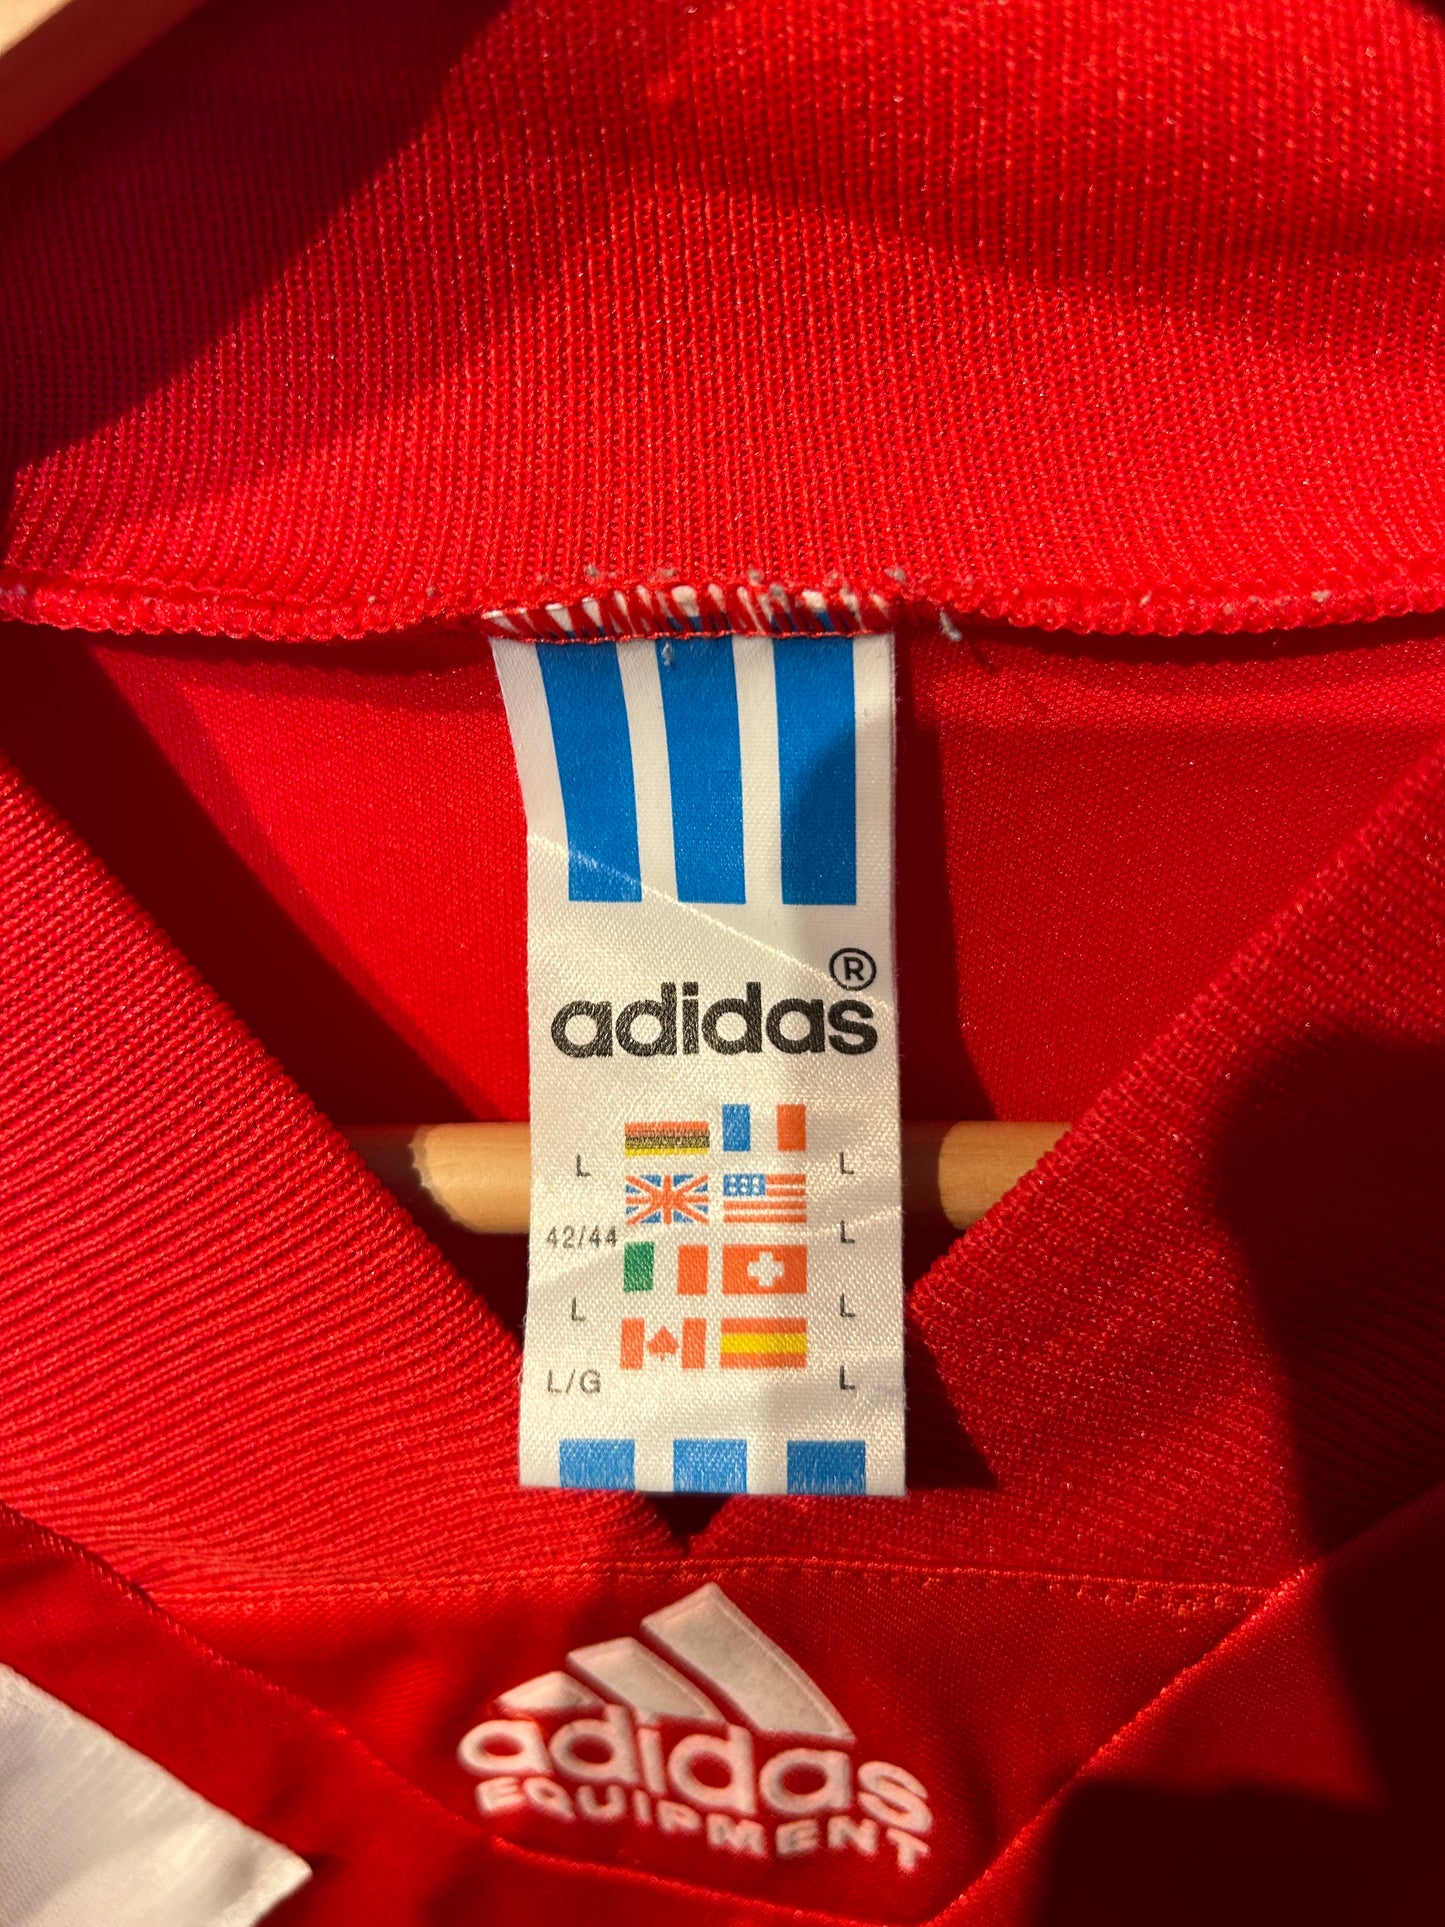 adidas®
L L
42/44 L
L L
L/G L
adidas
EQUIPMENT